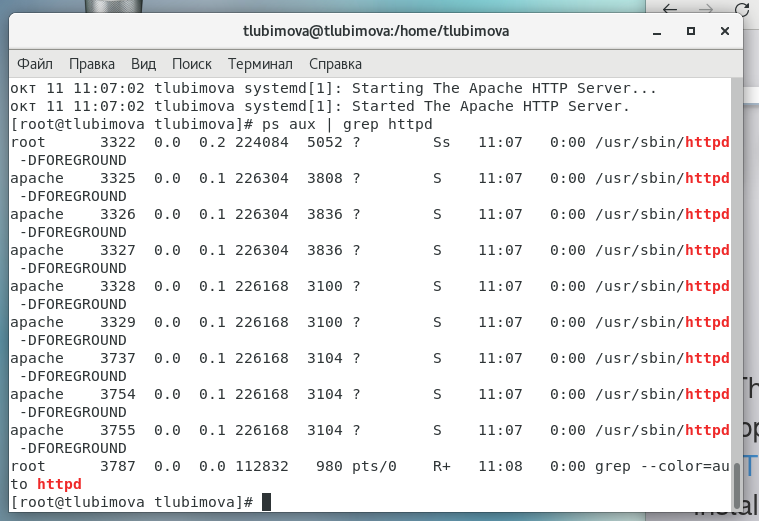 tlubimova@tlubimova:/home/tlubimova
Файл Правка Вид Поиск Терминал Справка
окт 11 11:07:02 tlubimova systemd[1]: Starting The Apache HTTP Server...
окт 11 11:07:02 tlubimova systemd[1]: Started The Apache HTTP Server.
[root@tlubimova tlubimova]# ps aux | grep httpd
root      3322  0.0  0.2 224084  5052 ?        Ss   11:07   0:00 /usr/sbin/httpd
 -DFOREGROUND
apache    3325  0.0  0.1 226304  3808 ?        S    11:07   0:00 /usr/sbin/httpd
 -DFOREGROUND
apache    3326  0.0  0.1 226304  3836 ?        S    11:07   0:00 /usr/sbin/httpd
 -DFOREGROUND
apache    3327  0.0  0.1 226304  3836 ?        S    11:07   0:00 /usr/sbin/httpd
 -DFOREGROUND
apache    3328  0.0  0.1 226168  3100 ?        S    11:07   0:00 /usr/sbin/httpd
 -DFOREGROUND
apache    3329  0.0  0.1 226168  3100 ?        S    11:07   0:00 /usr/sbin/httpd
 -DFOREGROUND
apache    3737  0.0  0.1 226168  3104 ?        S    11:07   0:00 /usr/sbin/httpd
 -DFOREGROUND
apache    3754  0.0  0.1 226168  3104 ?        S    11:07   0:00 /usr/sbin/httpd
 -DFOREGROUND
apache    3755  0.0  0.1 226168  3104 ?        S    11:07   0:00 /usr/sbin/httpd
 -DFOREGROUND
root      3787  0.0  0.0 112832   980 pts/0    R+   11:08   0:00 grep --color=au
to httpd
[root@tlubimova tlubimova]#